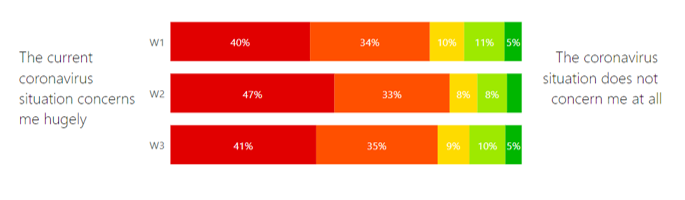 W1
40%
34%
10%
11%
5%
The current
coronavirus
situation concerns
me hugely
The coronavirus
situation does not
concern me at all
W2
47%
33%
8%
8%
W3
41%
35%
9%
10%
5%